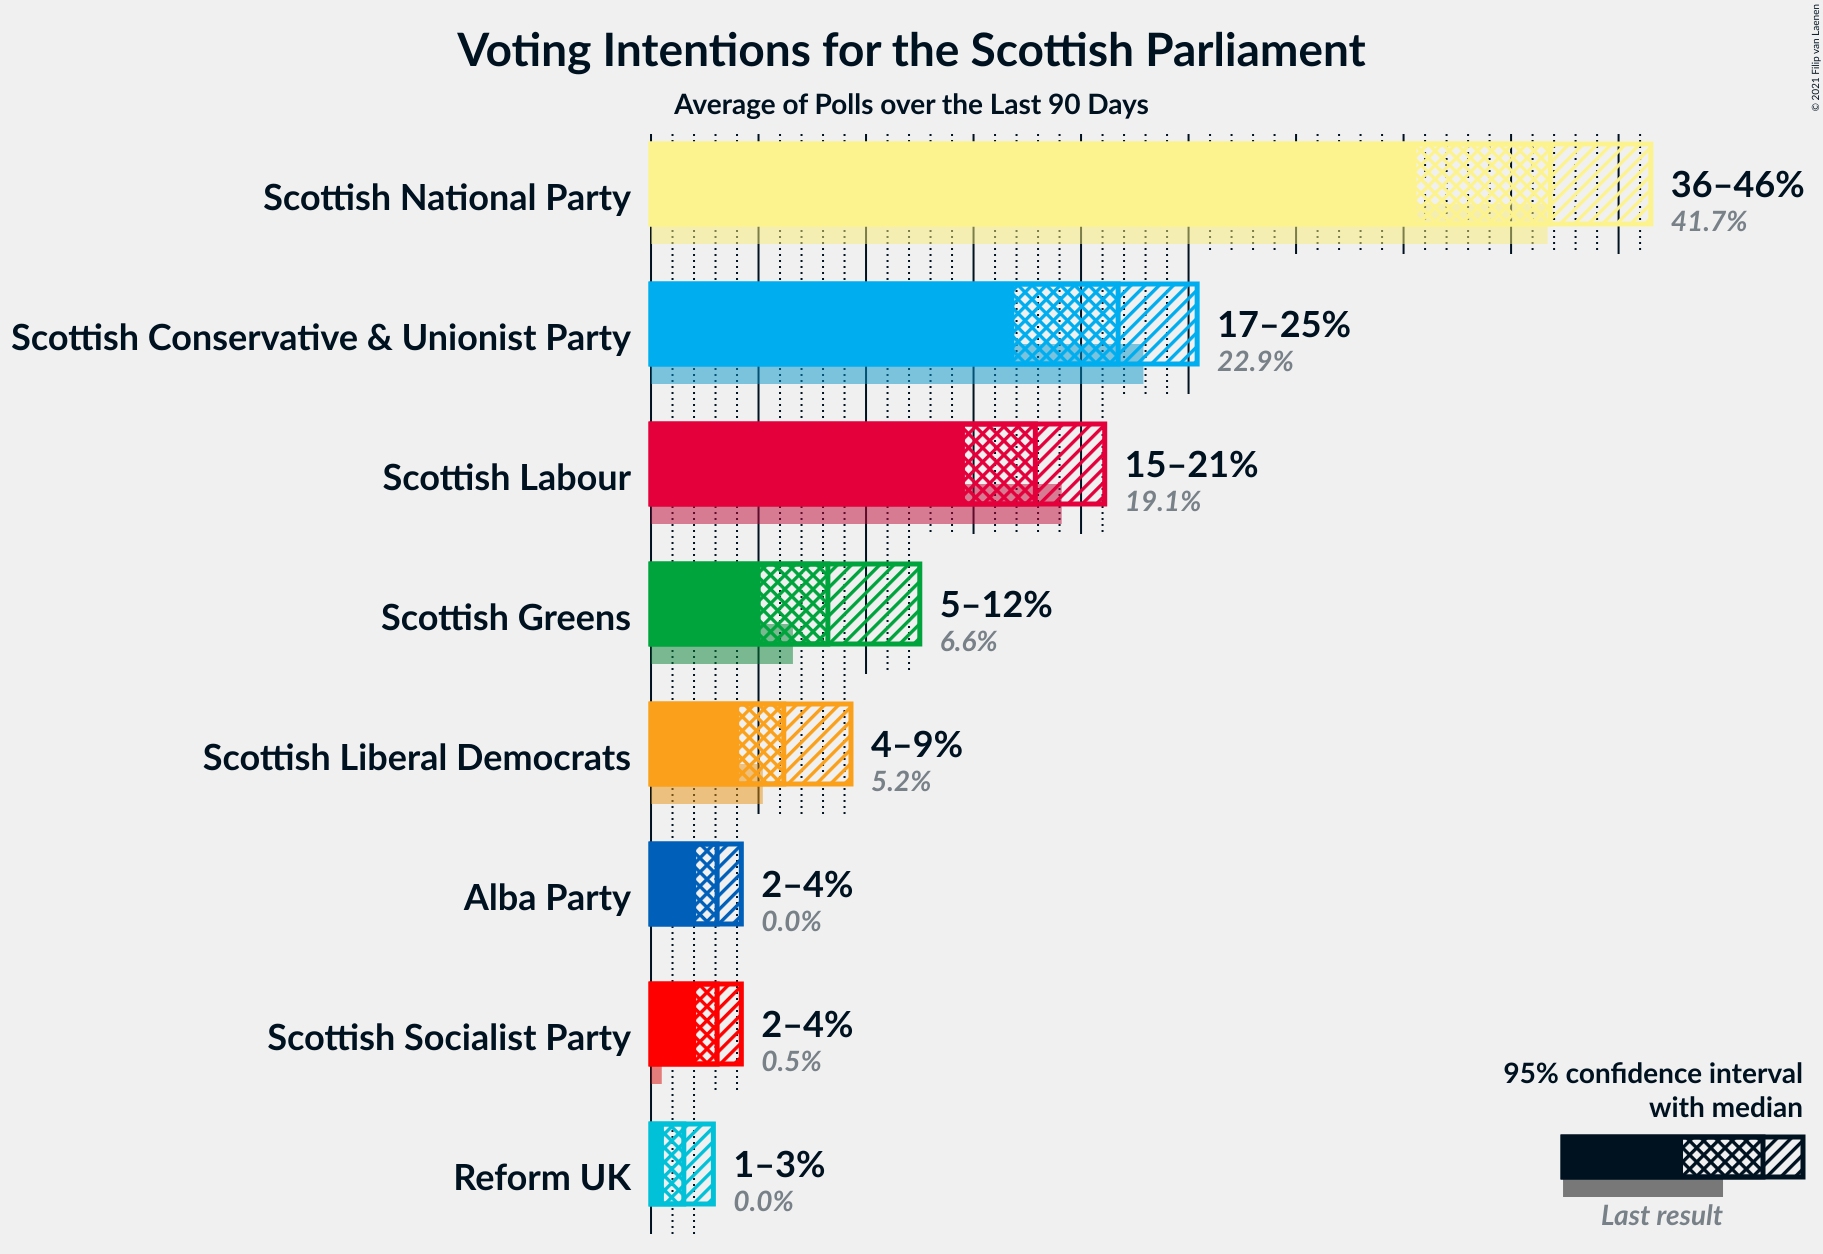 Voting Intentions for the Scottish Parliament
Average of Polls over the Last 90 Days
© 2021 Filip van Laenen
Scottish National Party
36–46%
41.7%
Scottish Conservative & Unionist Party
17–25%
22.9%
Scottish Labour
15–21%
19.1%
Scottish Greens
5–12%
6.6%
Scottish Liberal Democrats
4–9%
5.2%
Alba Party
2–4%
0.0%
Scottish Socialist Party
2–4%
0.5%
Reform UK
1–3%
0.0%
95% confidence interval
with median
Last result